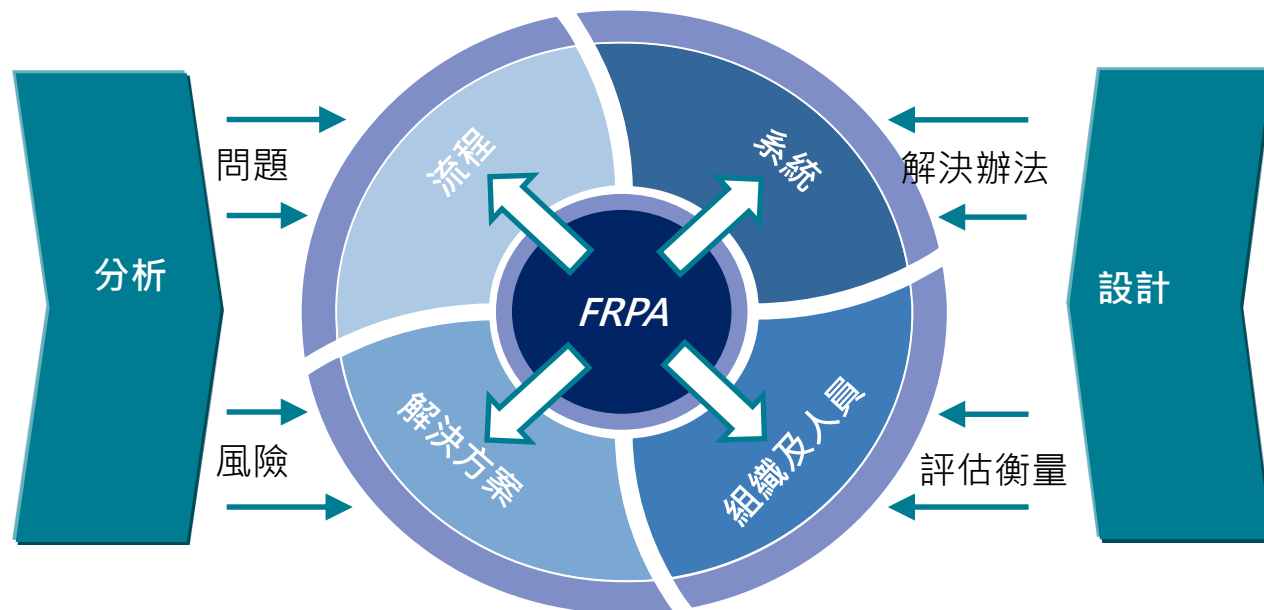 分析
問題
風險
流程
系統
FRPA
解決方案
組織及人員
解決辦法
評估衡量
設計